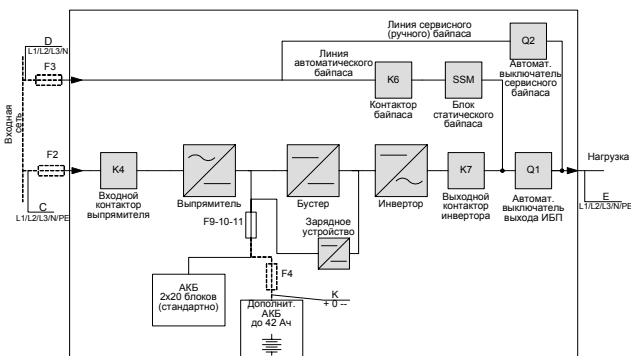 Линия сервисного
(ручного) байпаса
D
L1/L2/L3/N
Q2
F3
Линия
автоматического
байпаса
Автомат.
выключатель
сервисного
байпаса
K6
SSM
Контактор
байпаса
Блок
статического
байпаса
Входная
сеть
F2
Нагрузка
K4
K7
Q1
C
L1/L2/L3/N/PE
Входной
контактор
выпрямителя
Выпрямитель
Бустер
Инвертор
Выходной
контактор
инвертора
Автомат.
выключатель
выхода ИБП
E
L1/L2/L3/N/PE
F9-10-11
Зарядное
устройство
F4
АКБ
2x20 блоков
(стандартно)
K
+ 0 --
Дополнит.
АКБ
до 42 Ач